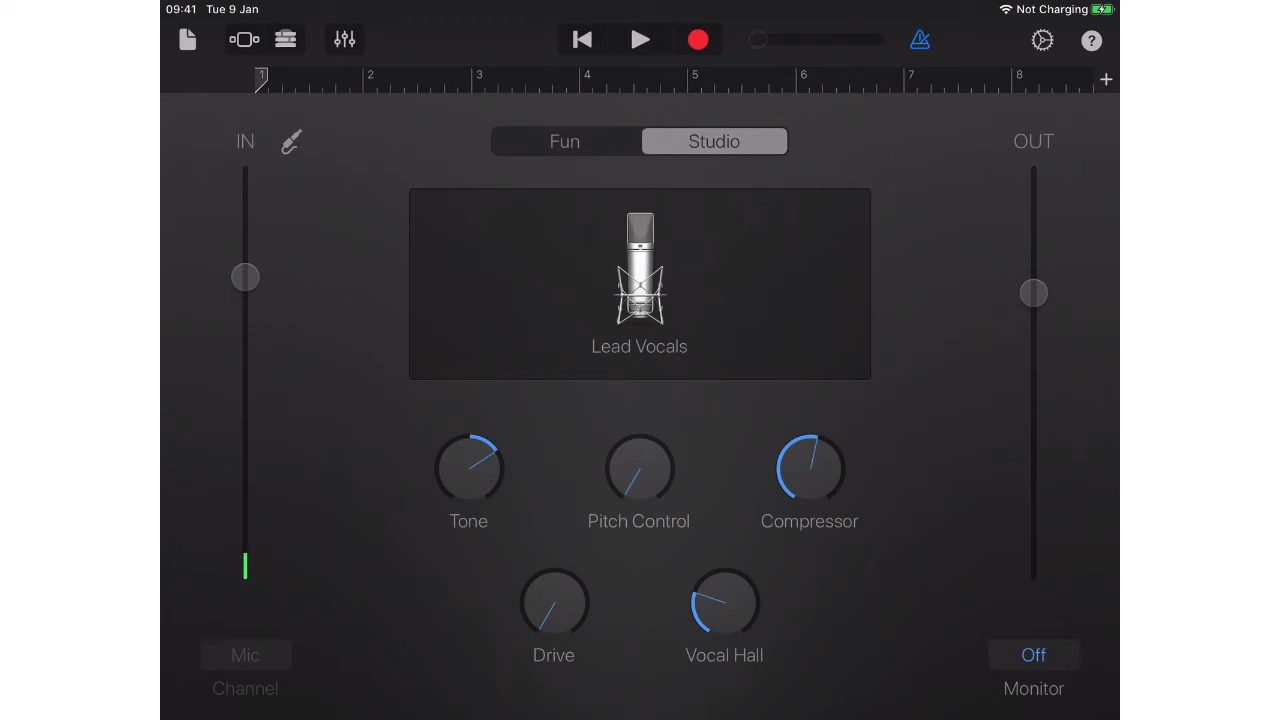 09:41 Tue 9 Jan Not Charging
?
1 2 3 4 5 6 7 8 +
IN Fun Studio OUT
Lead Vocals
Tone Pitch Control Compressor
Drive Vocal Hall
Mic Off
Channel Monitor